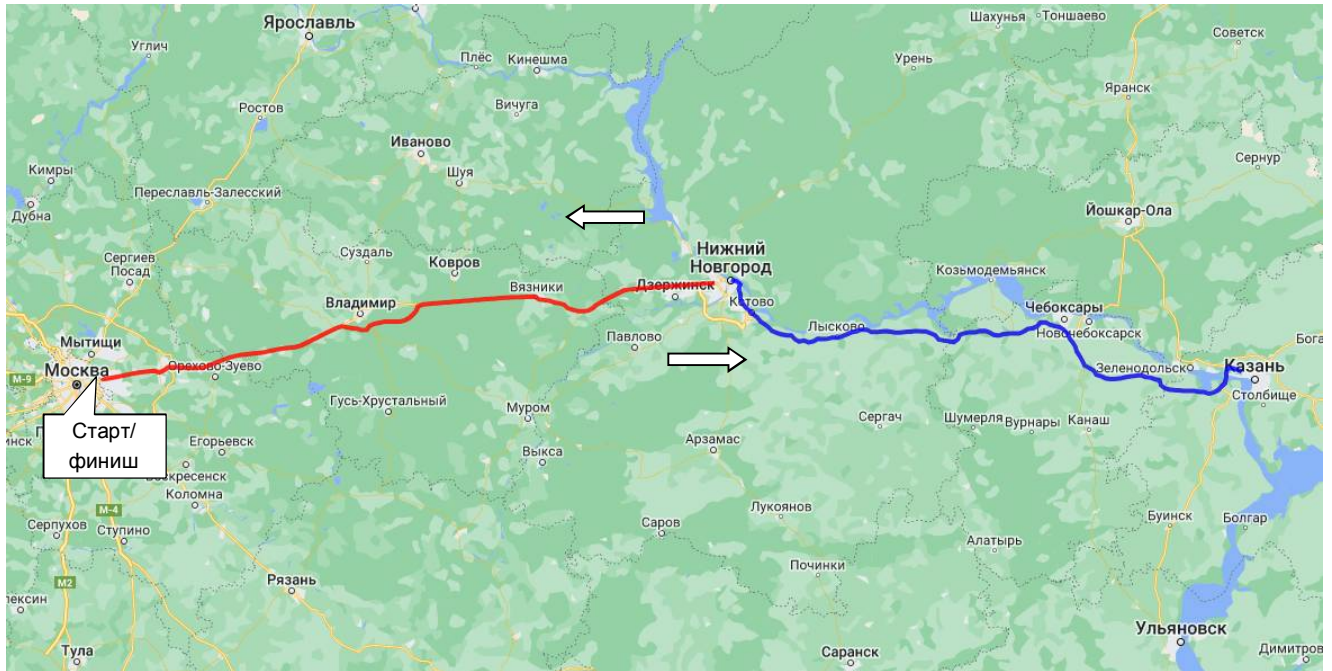 Ярославль
Углич
Плёс
Кинешма
Шахунья
Тоншаево
Советск
Урень
Яранск
Ростов
Вичуга
Иваново
Шуя
Сернур
Кимры
Дубна
Переславль-Залесский
Йошкар-Ола
Сергиев
Посад
Суздаль
Ковров
Нижний
Новгород
Вязники
Дзержинск
Козьмодемьянск
Владимир
Чебоксары
Лысково
Новочебоксарск
Мытищи
Павлово
Москва
М-9
Орехово-Зуево
Зеленодольск
Казань
Столбище
Гусь-Хрустальный
Муром
Сергач
Шумерля
Вурнары
Канаш
Старт/
финиш
Егорьевск
Арзамас
Выкса
Коломна
М-4
Лукоянов
Буинск
Болгар
Серпухов
Ступино
Саров
Алатырь
М2
Рязань
Починки
Ульяновск
Тула
Саранск
Димитров